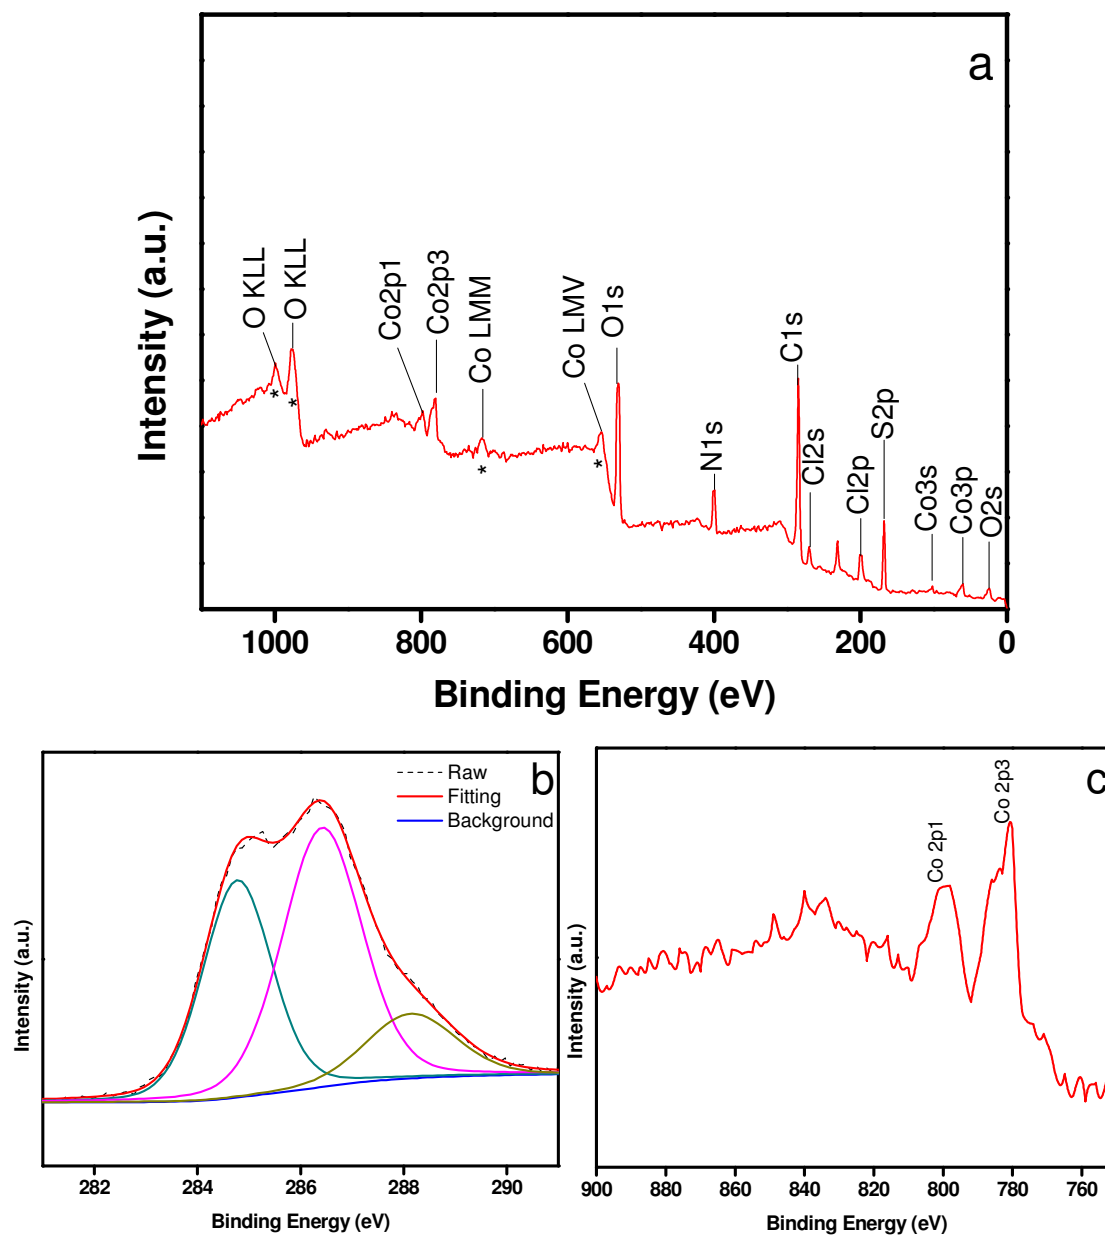 a
Intensity (a.u.)
O KLL
O KLL
Co2p1
Co2p3
Co LMM
Co LMV
O1s
N1s
C1s
Cl2s
Cl2p
S2p
Co3s
Co3p
O2s
*
*
*
*
1000 800 600 400 200 0
Binding Energy (eV)
b
Raw
Fitting
Background
Intensity (a.u.)
282 284 286 288 290
Binding Energy (eV)
c
Co 2p1
Co 2p3
Intensity (a.u.)
900 880 860 840 820 800 780 760
Binding Energy (eV)